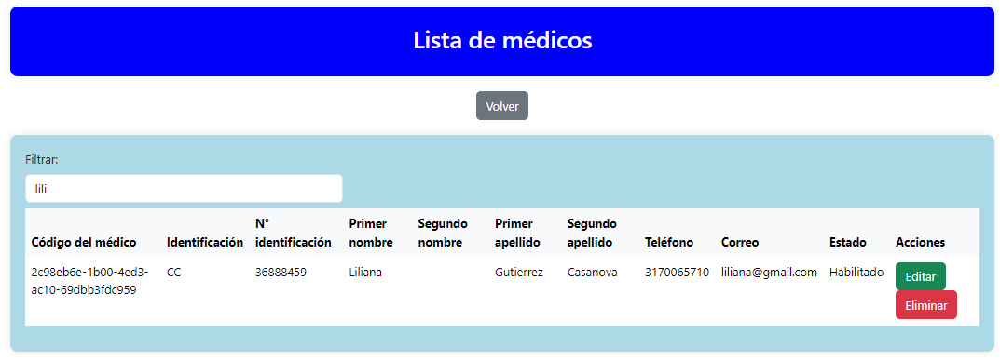 Lista de médicos
Volver
Filtrar:
lili
Código del médico Identificación N° identificación Primer nombre Segundo nombre Primer apellido Segundo apellido Teléfono Correo Estado Acciones
2c98eb6e-1b00-4ed3- CC 36888459 Liliana Gutierrez Casanova 3170065710 liliana@gmail.com Habilitado Editar
ac10-69dbb3fdc959
Eliminar